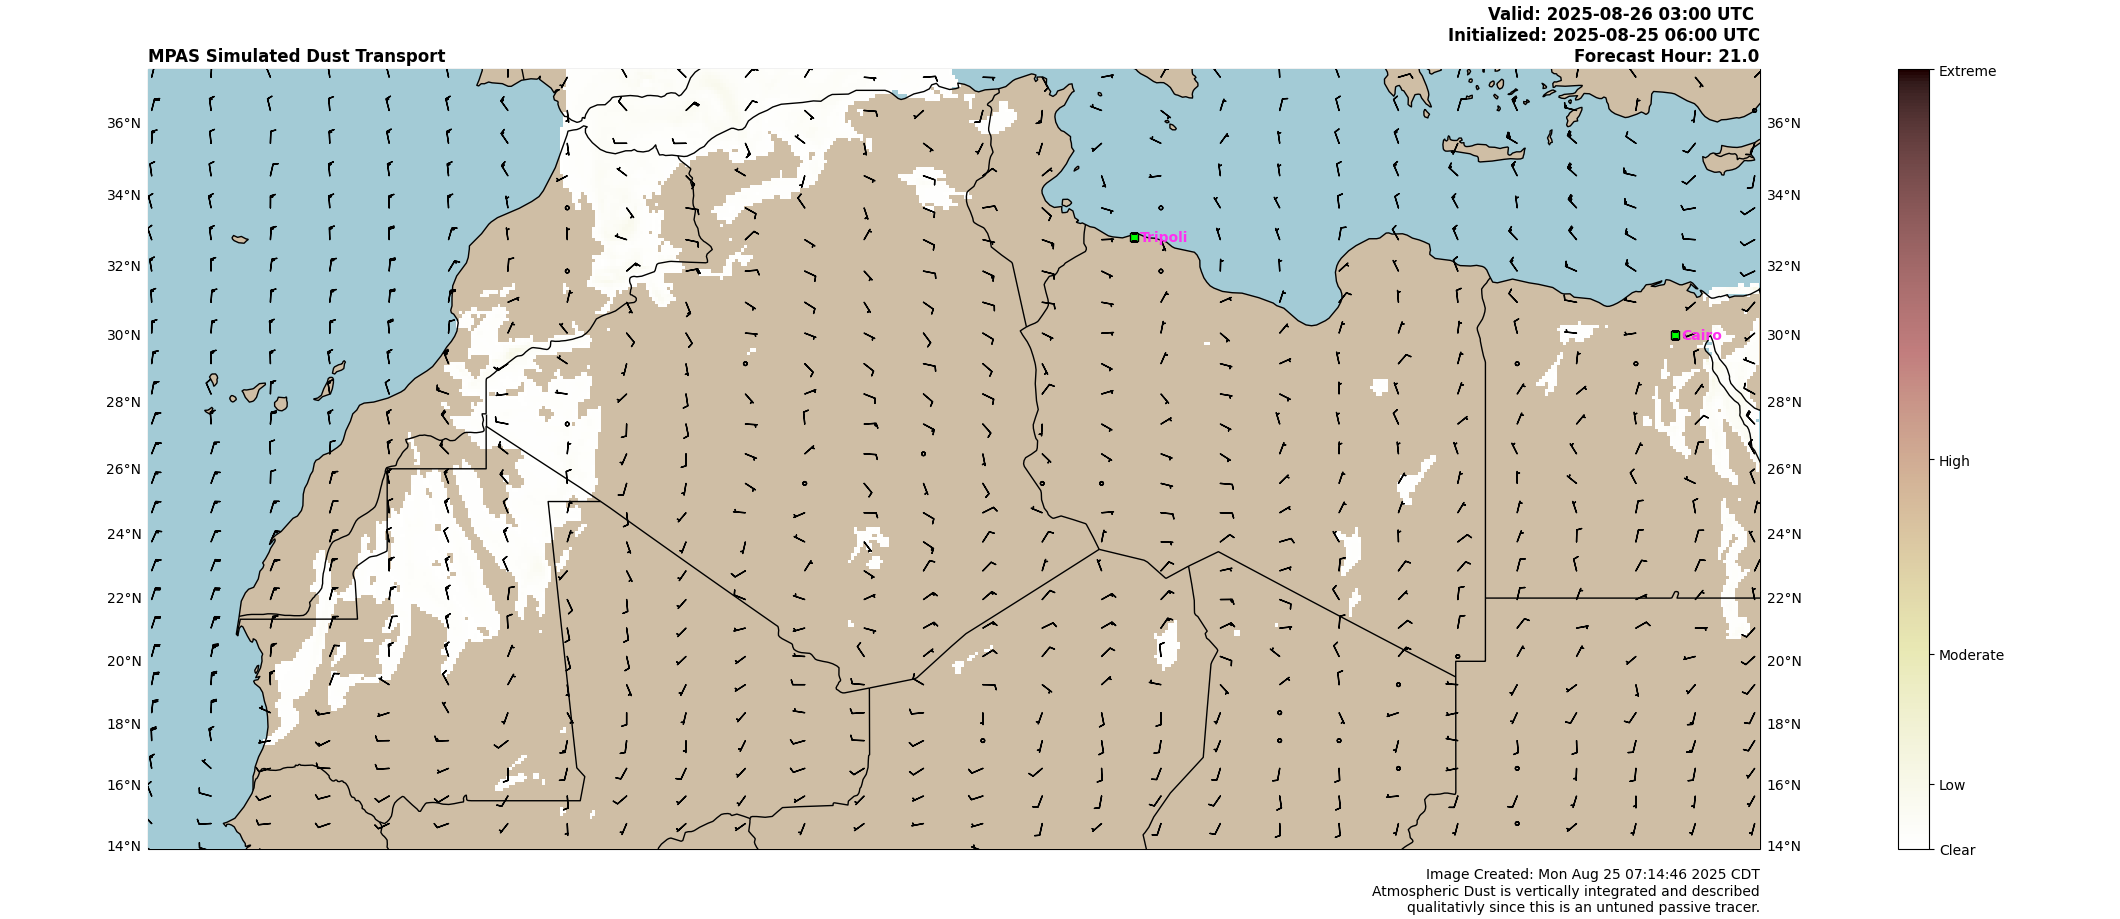 Valid: 2025-08-26 03:00 UTC
Initialized: 2025-08-25 06:00 UTC
MPAS Simulated Dust Transport
Forecast Hour: 21.0
Extreme
36°N
36°N
34°N
34°N
Tripoli
32°N
32°N
30°N
Cairo
30°N
28°N
28°N
26°N
26°N
High
24°N
24°N
22°N
22°N
20°N
20°N
Moderate
18°N
18°N
16°N
16°N
Low
14°N
14°N
Clear
Image Created: Mon Aug 25 07:14:46 2025 CDT
Atmospheric Dust is vertically integrated and described
qualitativly since this is an untuned passive tracer.